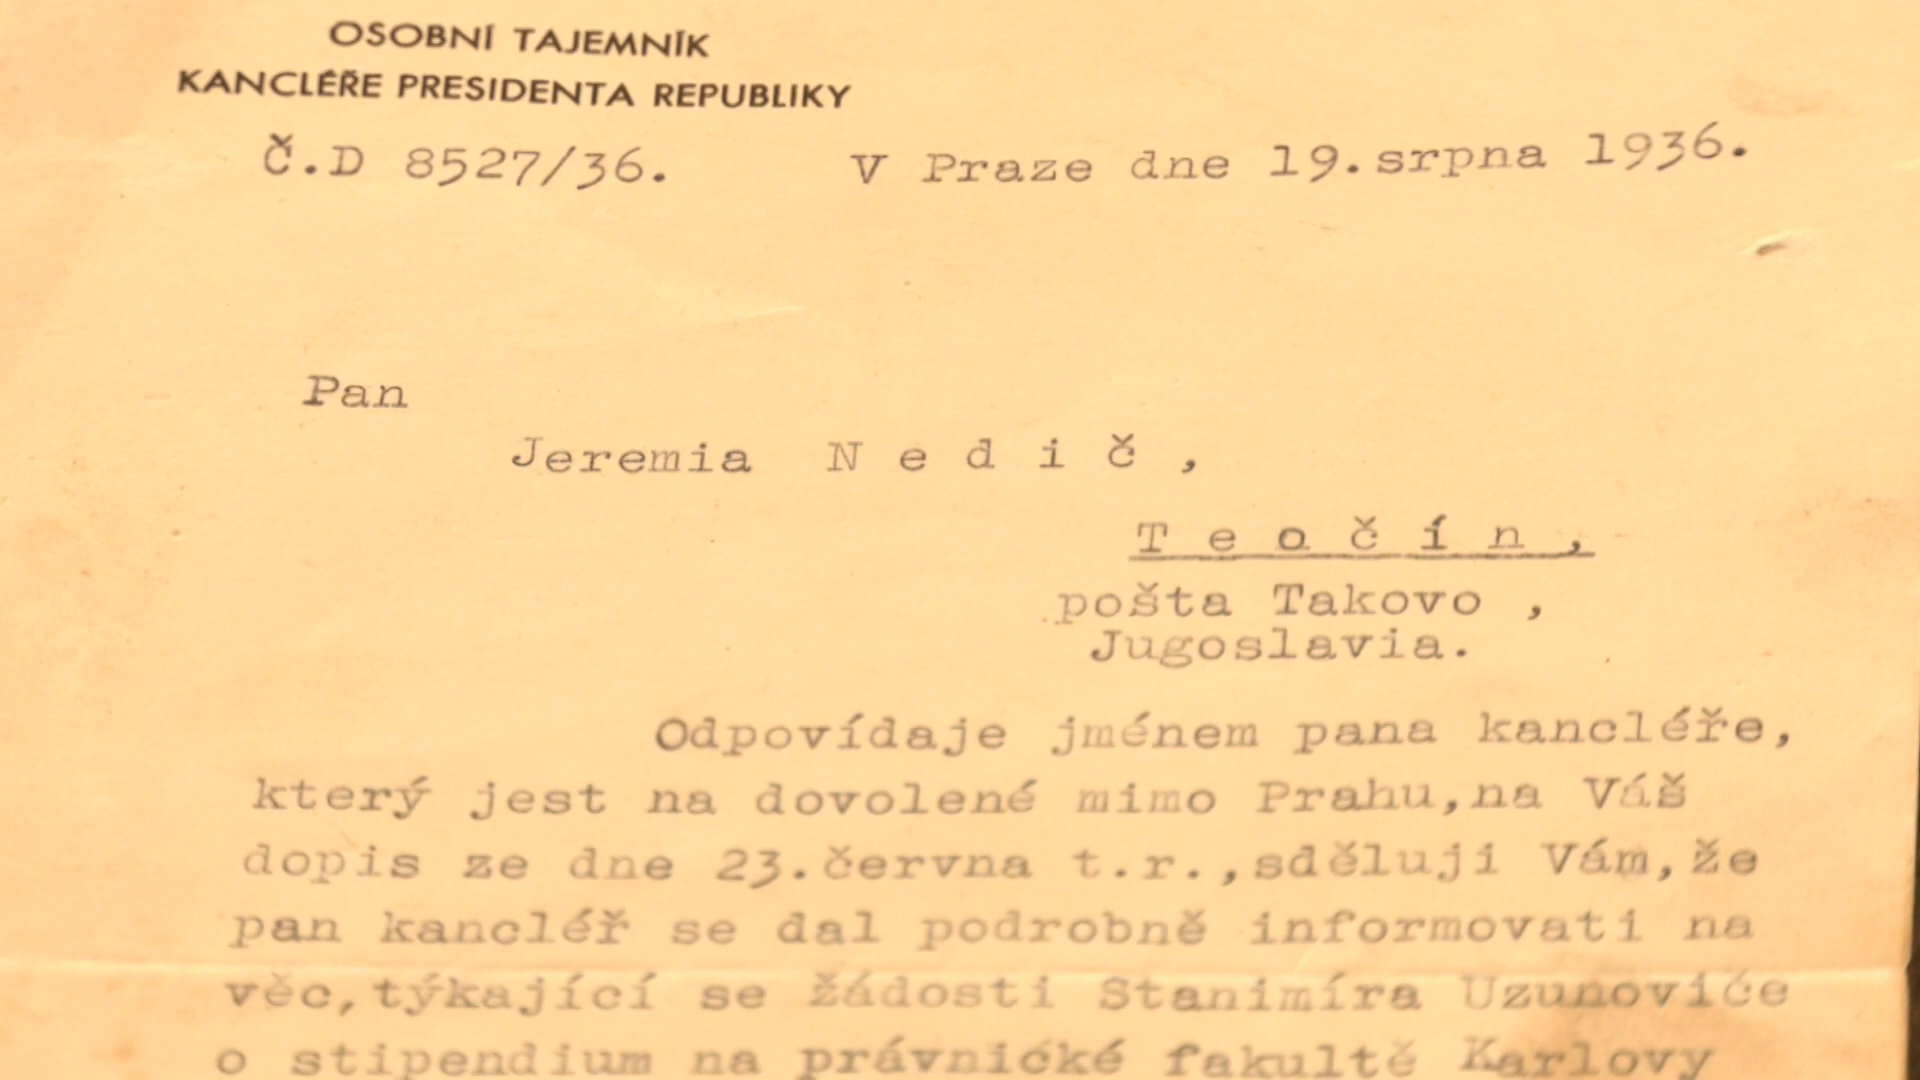 OSOBNÍ TAJEMNÍK
KANCLÉŘE PRESIDENTA REPUBLIKY
Č.D 8527/36. V Praze dne 19.srpna 1936.
Pan
Jeremia N e d i č ,
T e o č í n ,
pošta Takovo ,
Jugoslavia.
Odpovídaje jménem pana kancléře,
který jest na dovolené mimo Prahu,na Váš
dopis ze dne 23.června t.r.,sděluji Vám,že
pan kancléř se dal podrobně informovati na
věc,týkající se žádosti Stanimíra Uzunoviće
o stipendium na právnické fakultě Karlovy